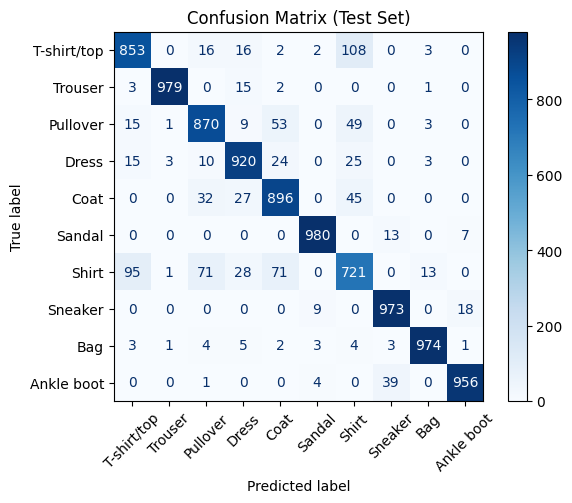 Confusion Matrix (Test Set)
T-shirt/top 853 0 16 16 2 2 108 0 3 0
Trouser 3 979 0 15 2 0 0 0 1 0
Pullover 15 1 870 9 53 0 49 0 3 0
Dress 15 3 10 920 24 0 25 0 3 0
Coat 0 0 32 27 896 0 45 0 0 0
Sandal 0 0 0 0 0 980 0 13 0 7
Shirt 95 1 71 28 71 0 721 0 13 0
Sneaker 0 0 0 0 0 9 0 973 0 18
Bag 3 1 4 5 2 3 4 3 974 1
Ankle boot 0 0 1 0 0 4 0 39 0 956
T-shirt/top Trouser Pullover Dress Coat Sandal Shirt Sneaker Bag Ankle boot
Predicted label
True label
800
600
400
200
0